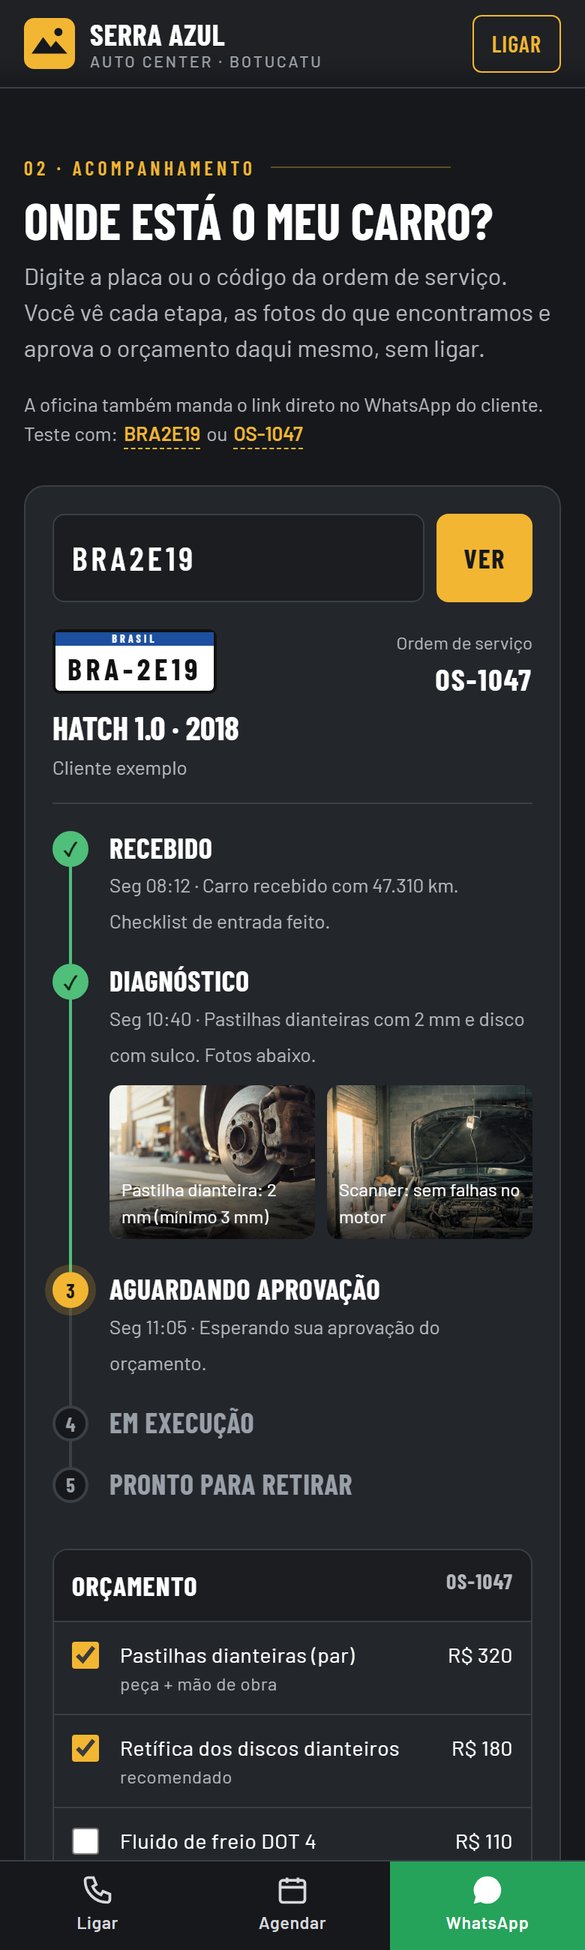 SERRA AZUL
AUTO CENTER · BOTUCATU
LIGAR
02 · ACOMPANHAMENTO
ONDE ESTÁ O MEU CARRO?
Digite a placa ou o código da ordem de serviço.
Você vê cada etapa, as fotos do que encontramos e
aprova o orçamento daqui mesmo, sem ligar.
A oficina também manda o link direto no WhatsApp do cliente.
Teste com: BRA2E19 ou OS-1047
BRA2E19
VER
BRASIL
BRA-2E19
Ordem de serviço
OS-1047
HATCH 1.0 · 2018
Cliente exemplo
RECEBIDO
Seg 08:12 · Carro recebido com 47.310 km.
Checklist de entrada feito.
DIAGNÓSTICO
Seg 10:40 · Pastilhas dianteiras com 2 mm e disco
com sulco. Fotos abaixo.
Pastilha dianteira: 2
mm (mínimo 3 mm)
Scanner: sem falhas no
motor
3
AGUARDANDO APROVAÇÃO
Seg 11:05 · Esperando sua aprovação do
orçamento.
4
EM EXECUÇÃO
5
PRONTO PARA RETIRAR
ORÇAMENTO
OS-1047
Pastilhas dianteiras (par)
R$ 320
peça + mão de obra
Retífica dos discos dianteiros
R$ 180
recomendado
Fluido de freio DOT 4
R$ 110
Ligar
Agendar
WhatsApp